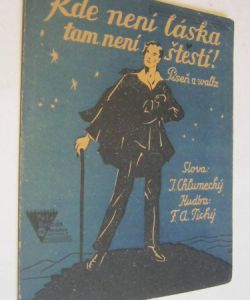 Kde není láska
tam není štěstí!
Píseň a waltz
Slova:
J. Chlumecký
Hudba:
F. A. Tichý